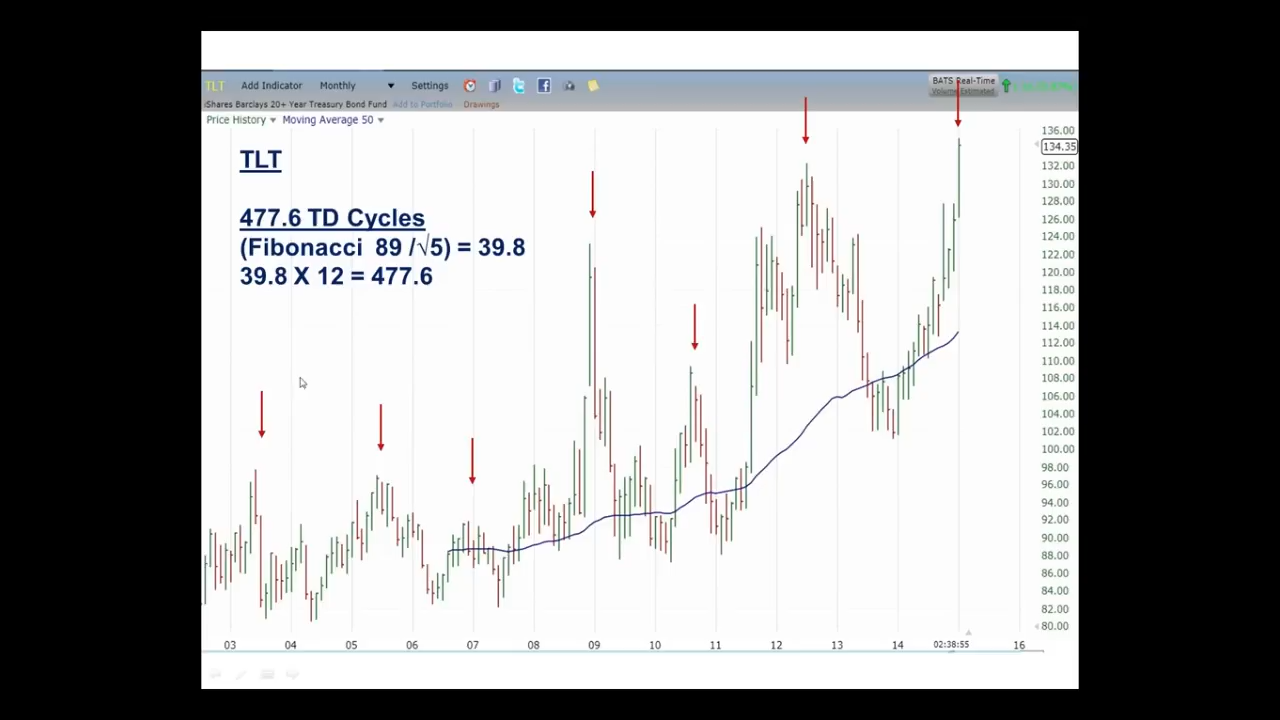 BATS Real-Time
TLT Add Indicator Monthly Settings
Volume Estimated
iShares Barclays 20+ Year Treasury Bond Fund Add to Portfolio Drawings
Price History Moving Average 50
TLT
477.6 TD Cycles
(Fibonacci 89 /√5) = 39.8
39.8 X 12 = 477.6
136.00
134.35
132.00
130.00
128.00
126.00
124.00
122.00
120.00
118.00
116.00
114.00
112.00
110.00
108.00
106.00
104.00
102.00
100.00
98.00
96.00
94.00
92.00
90.00
88.00
86.00
84.00
82.00
80.00
03 04 05 06 07 08 09 10 11 12 13 14 02:38:55 16